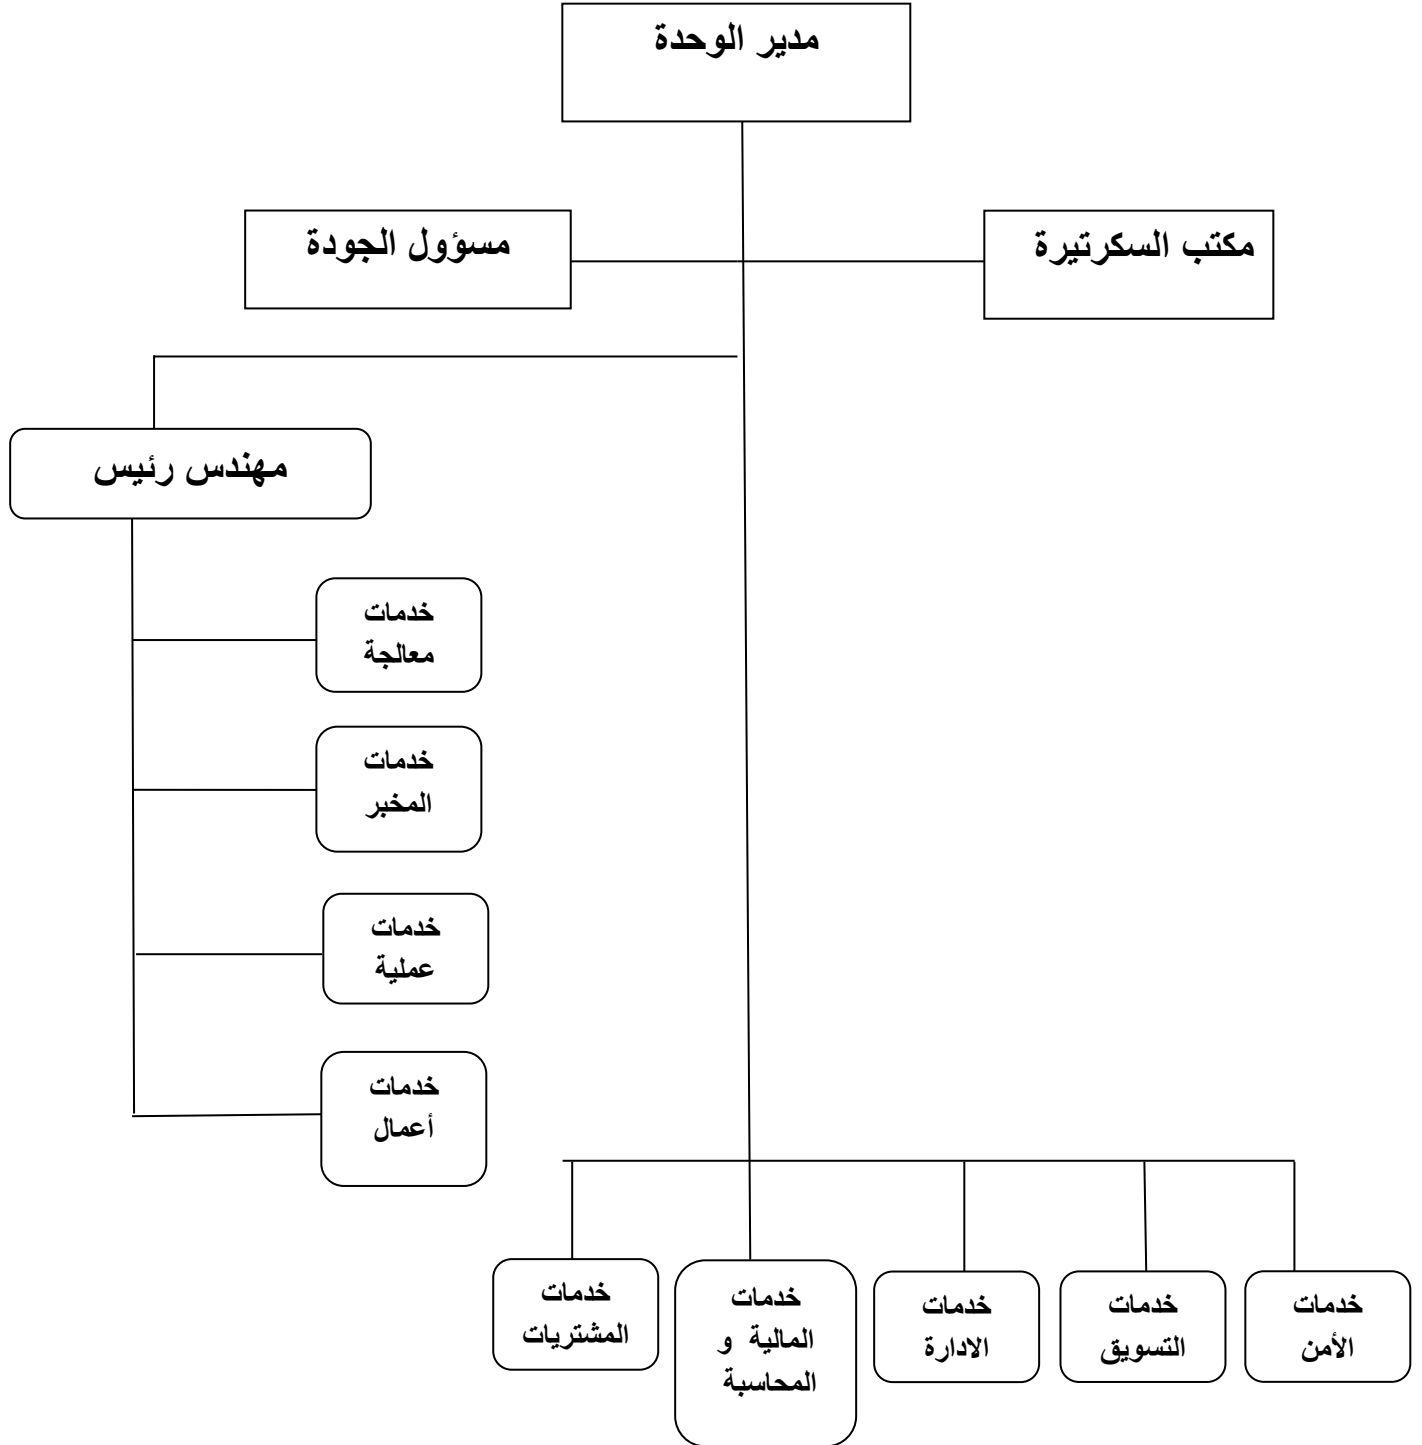 مدير الوحدة
مكتب السكرتيرة
مسؤول الجودة
مهندس رئيس
خدمات
معالجة
خدمات
المخبر
خدمات
عملية
خدمات
أعمال
خدمات
الأمن
خدمات
التسويق
خدمات
الادارة
خدمات
المالية و
المحاسبة
خدمات
المشتريات